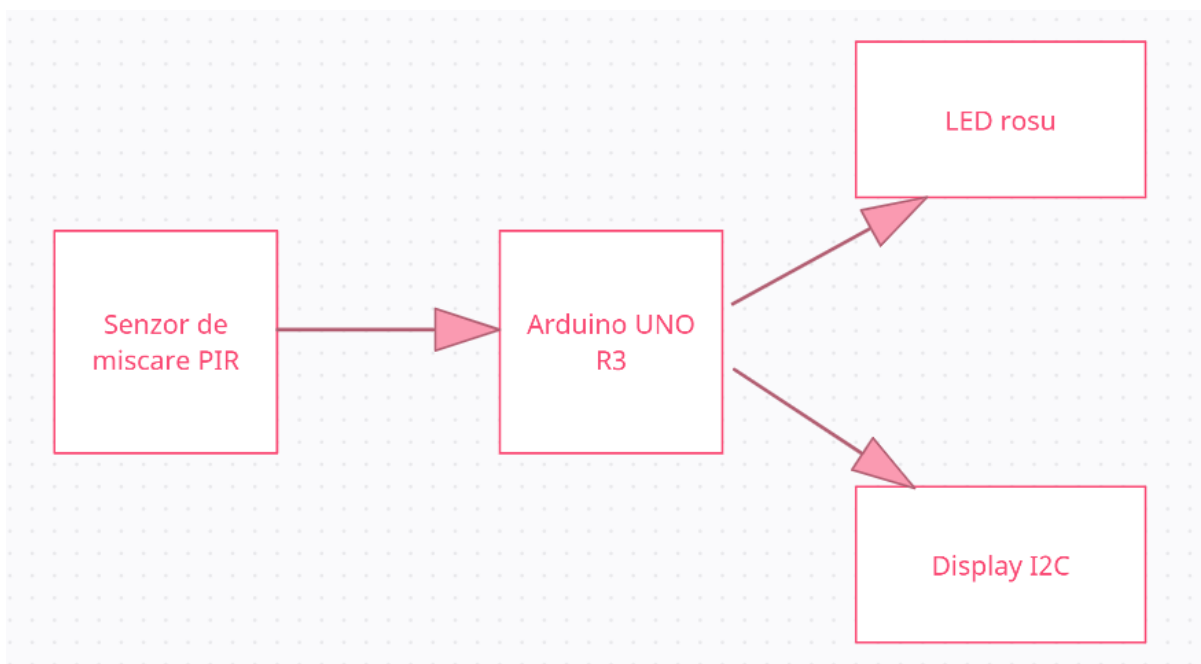 Senzor de
miscare PIR
Arduino UNO
R3
LED rosu
Display I2C